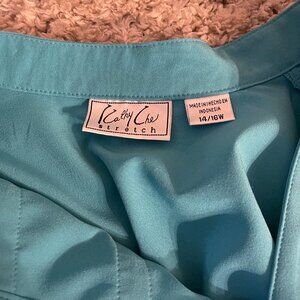 Kathy Che
stretch
MADE IN/HECHO EN
INDONESIA
14/16W